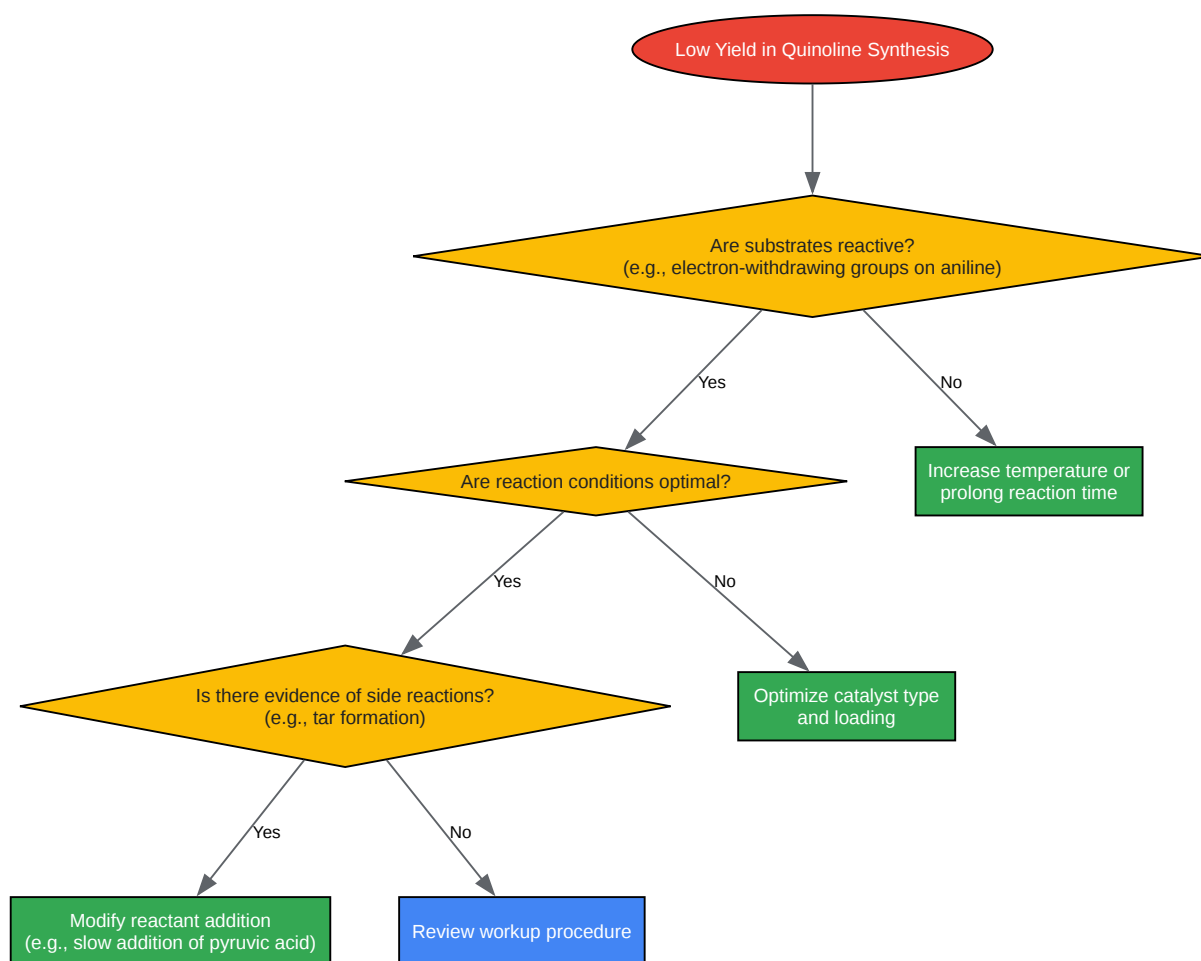 Low Yield in Quinoline Synthesis
Are substrates reactive?
(e.g., electron-withdrawing groups on aniline)
Yes
No
Are reaction conditions optimal?
Increase temperature or
prolong reaction time
Yes
No
Is there evidence of side reactions?
(e.g., tar formation)
Optimize catalyst type
and loading
Yes
No
Modify reactant addition
(e.g., slow addition of pyruvic acid)
Review workup procedure